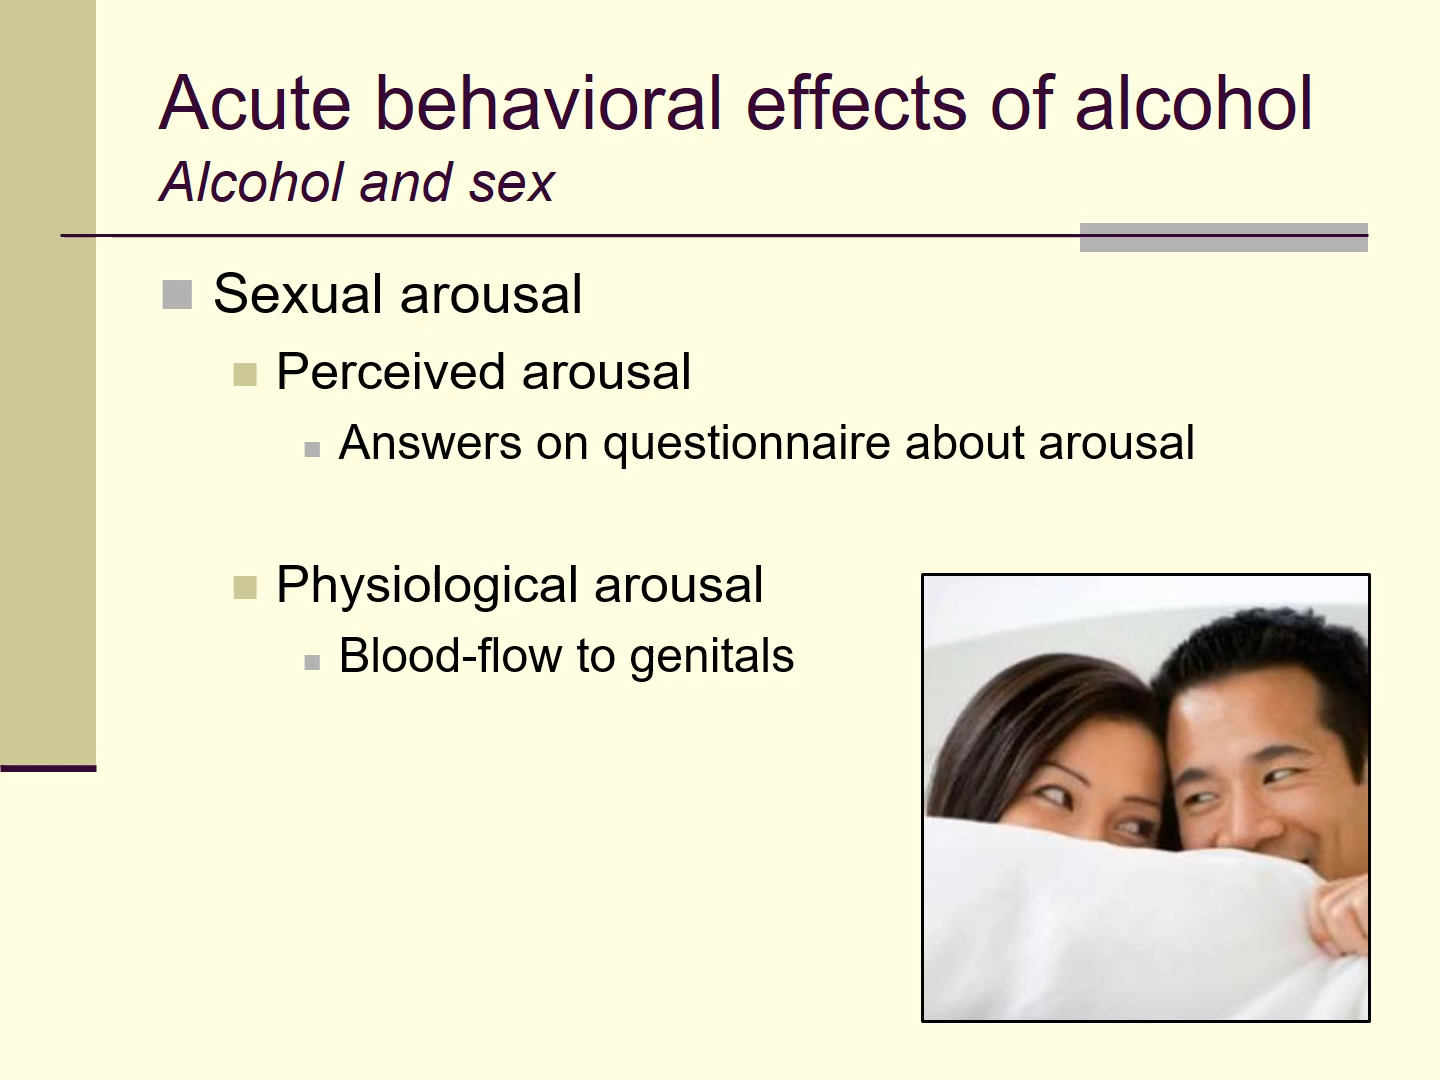 Acute behavioral effects of alcohol
Alcohol and sex
Sexual arousal
Perceived arousal
Answers on questionnaire about arousal
Physiological arousal
Blood-flow to genitals